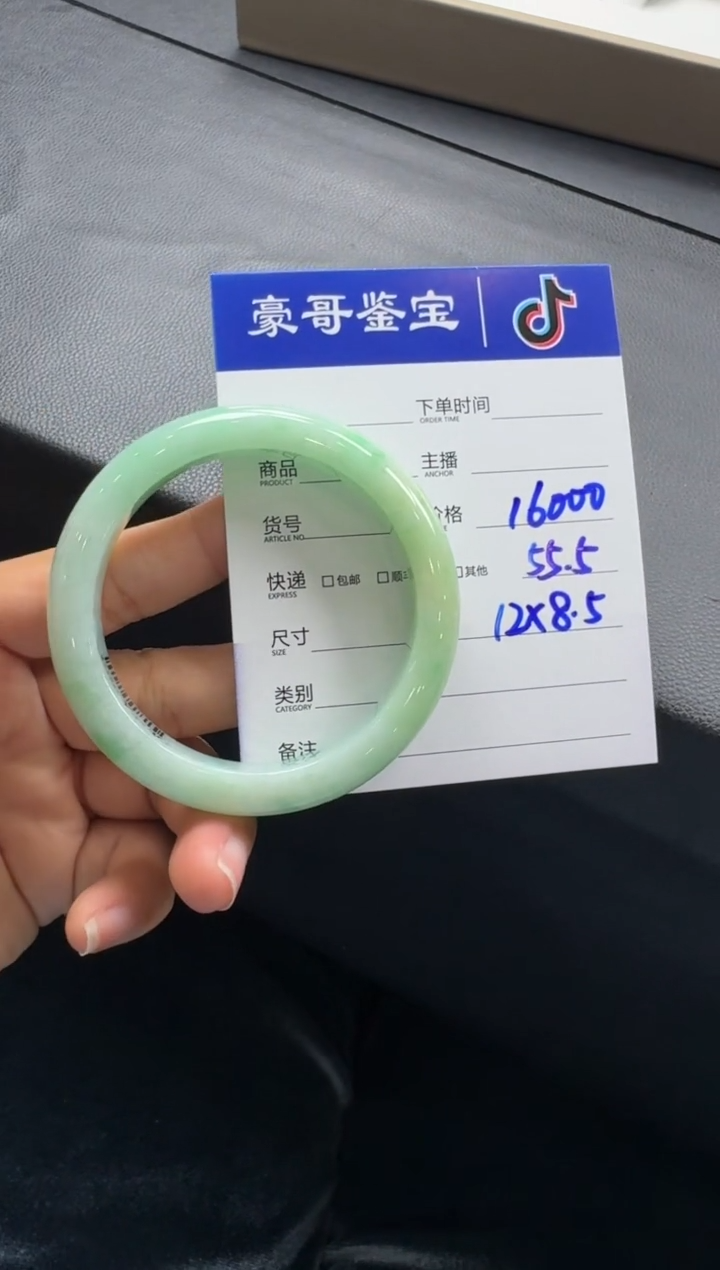 豪哥鉴宝
下单时间
ORDER TIME
商品
PRODUCT
主播
ANCHOR
货号
ARTICLE NO.
价格
16000
快递
EXPRESS
包邮
其他
55.5
尺寸
SIZE
12X8.5
类别
CATEGORY
备注